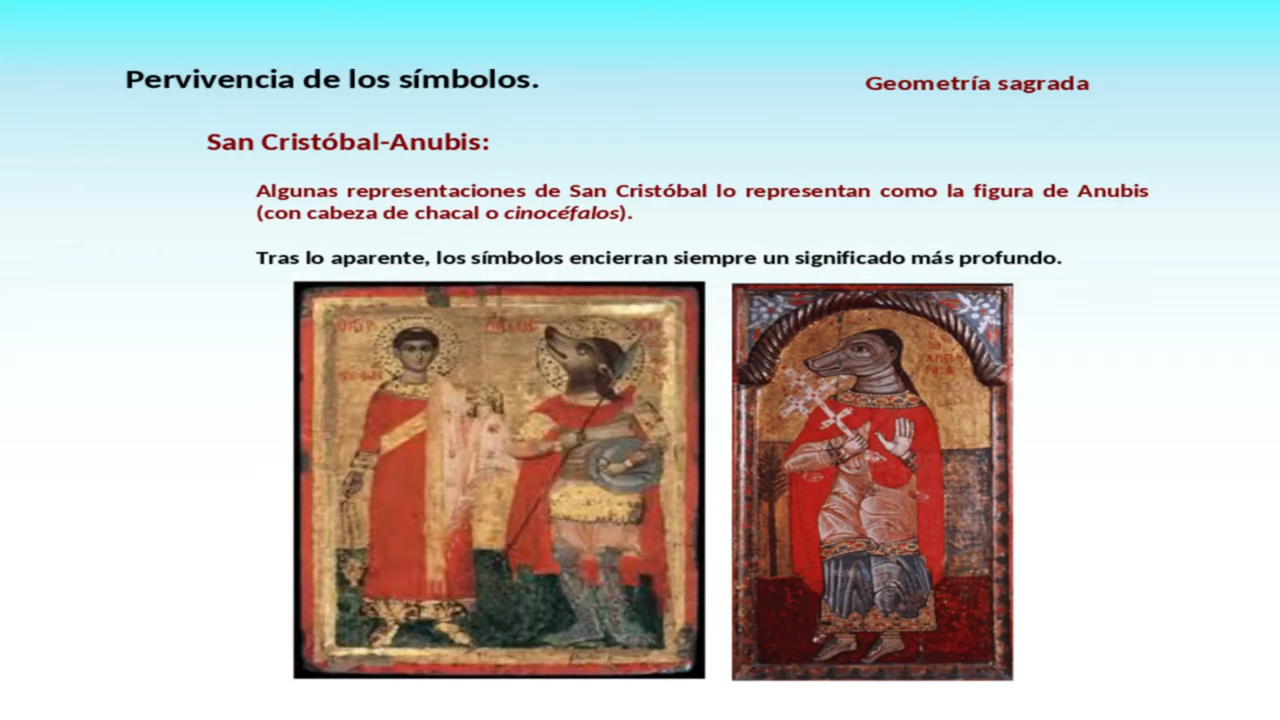 Pervivencia de los símbolos.
Geometría sagrada
San Cristóbal-Anubis:
Algunas representaciones de San Cristóbal lo representan como la figura de Anubis
(con cabeza de chacal o cinocéfalos).
Tras lo aparente, los símbolos encierran siempre un significado más profundo.